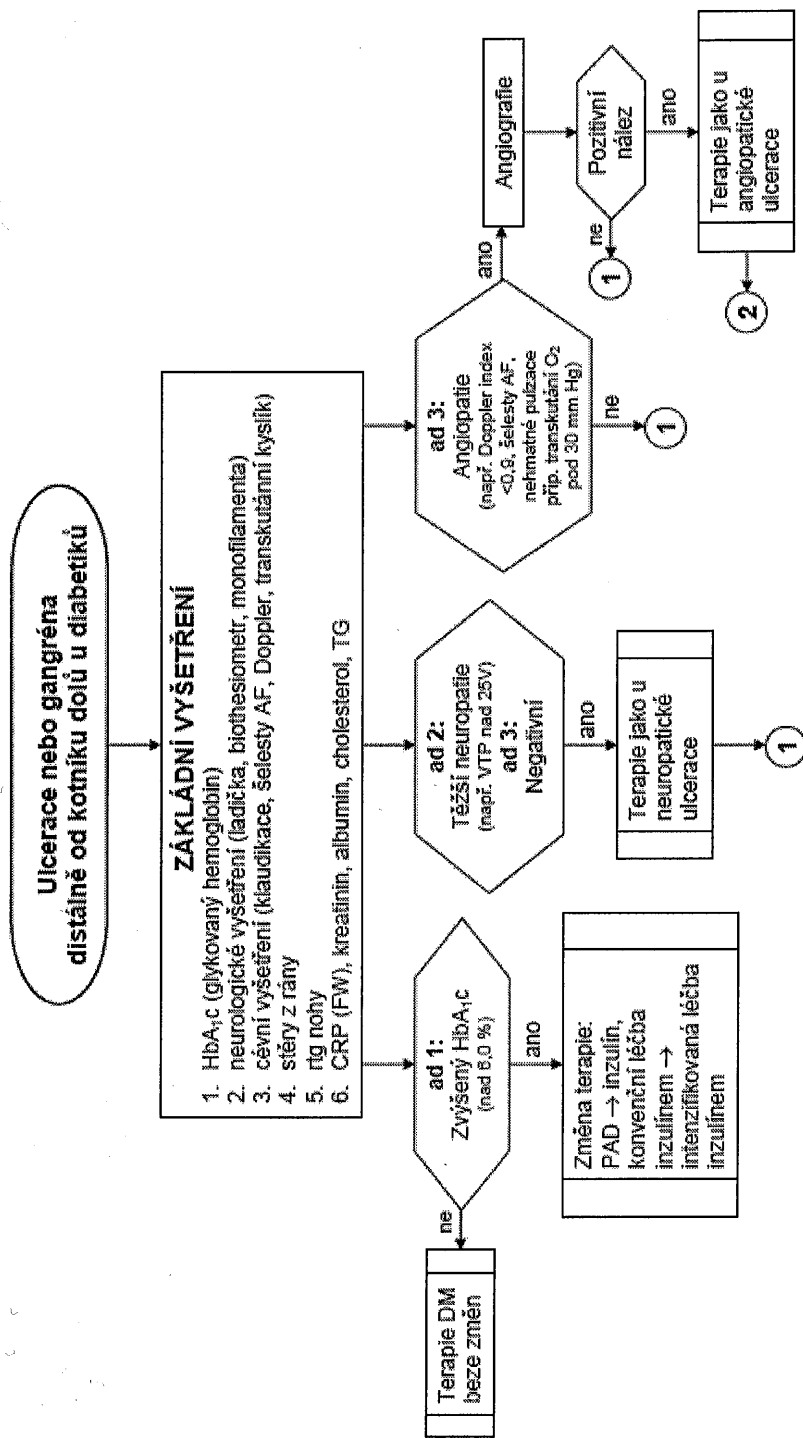 Ulcerace nebo gangréna
distálně od kotníku dolů u diabetiků
ZÁKLADNÍ VYŠETŘENÍ
1. HbA₁c (glykovaný hemoglobin)
2. neurologické vyšetření (ladička, biothesiometr, monofilamenta)
3. cévní vyšetření (klaudikace, šelesty AF, Doppler, transkutánní kyslík)
4. stěry z rány
5. rtg nohy
6. CRP (FW), kreatinin, albumin, cholesterol, TG
ad 1:
Zvýšený HbA₁c
(nad 6,0 %)
ne
Terapie DM
beze změn
ano
Změna terapie:
PAD → inzulín,
konvenční léčba
inzulínem →
intenzifikovaná léčba
inzulínem
ad 2:
Těžší neuropatie
(např. VTP nad 25V)
ad 3:
Negativní
ano
Terapie jako u
neuropatické
ulcerace
1
ad 3:
Angiopatie
(např. Doppler index
<0,9, šelesty AF,
nehmatné pulzace
příp. transkutání O₂
pod 30 mm Hg)
ne
1
ano
Angiografie
Pozitivní
nález
ne
1
ano
Terapie jako u
angiopatické
ulcerace
2